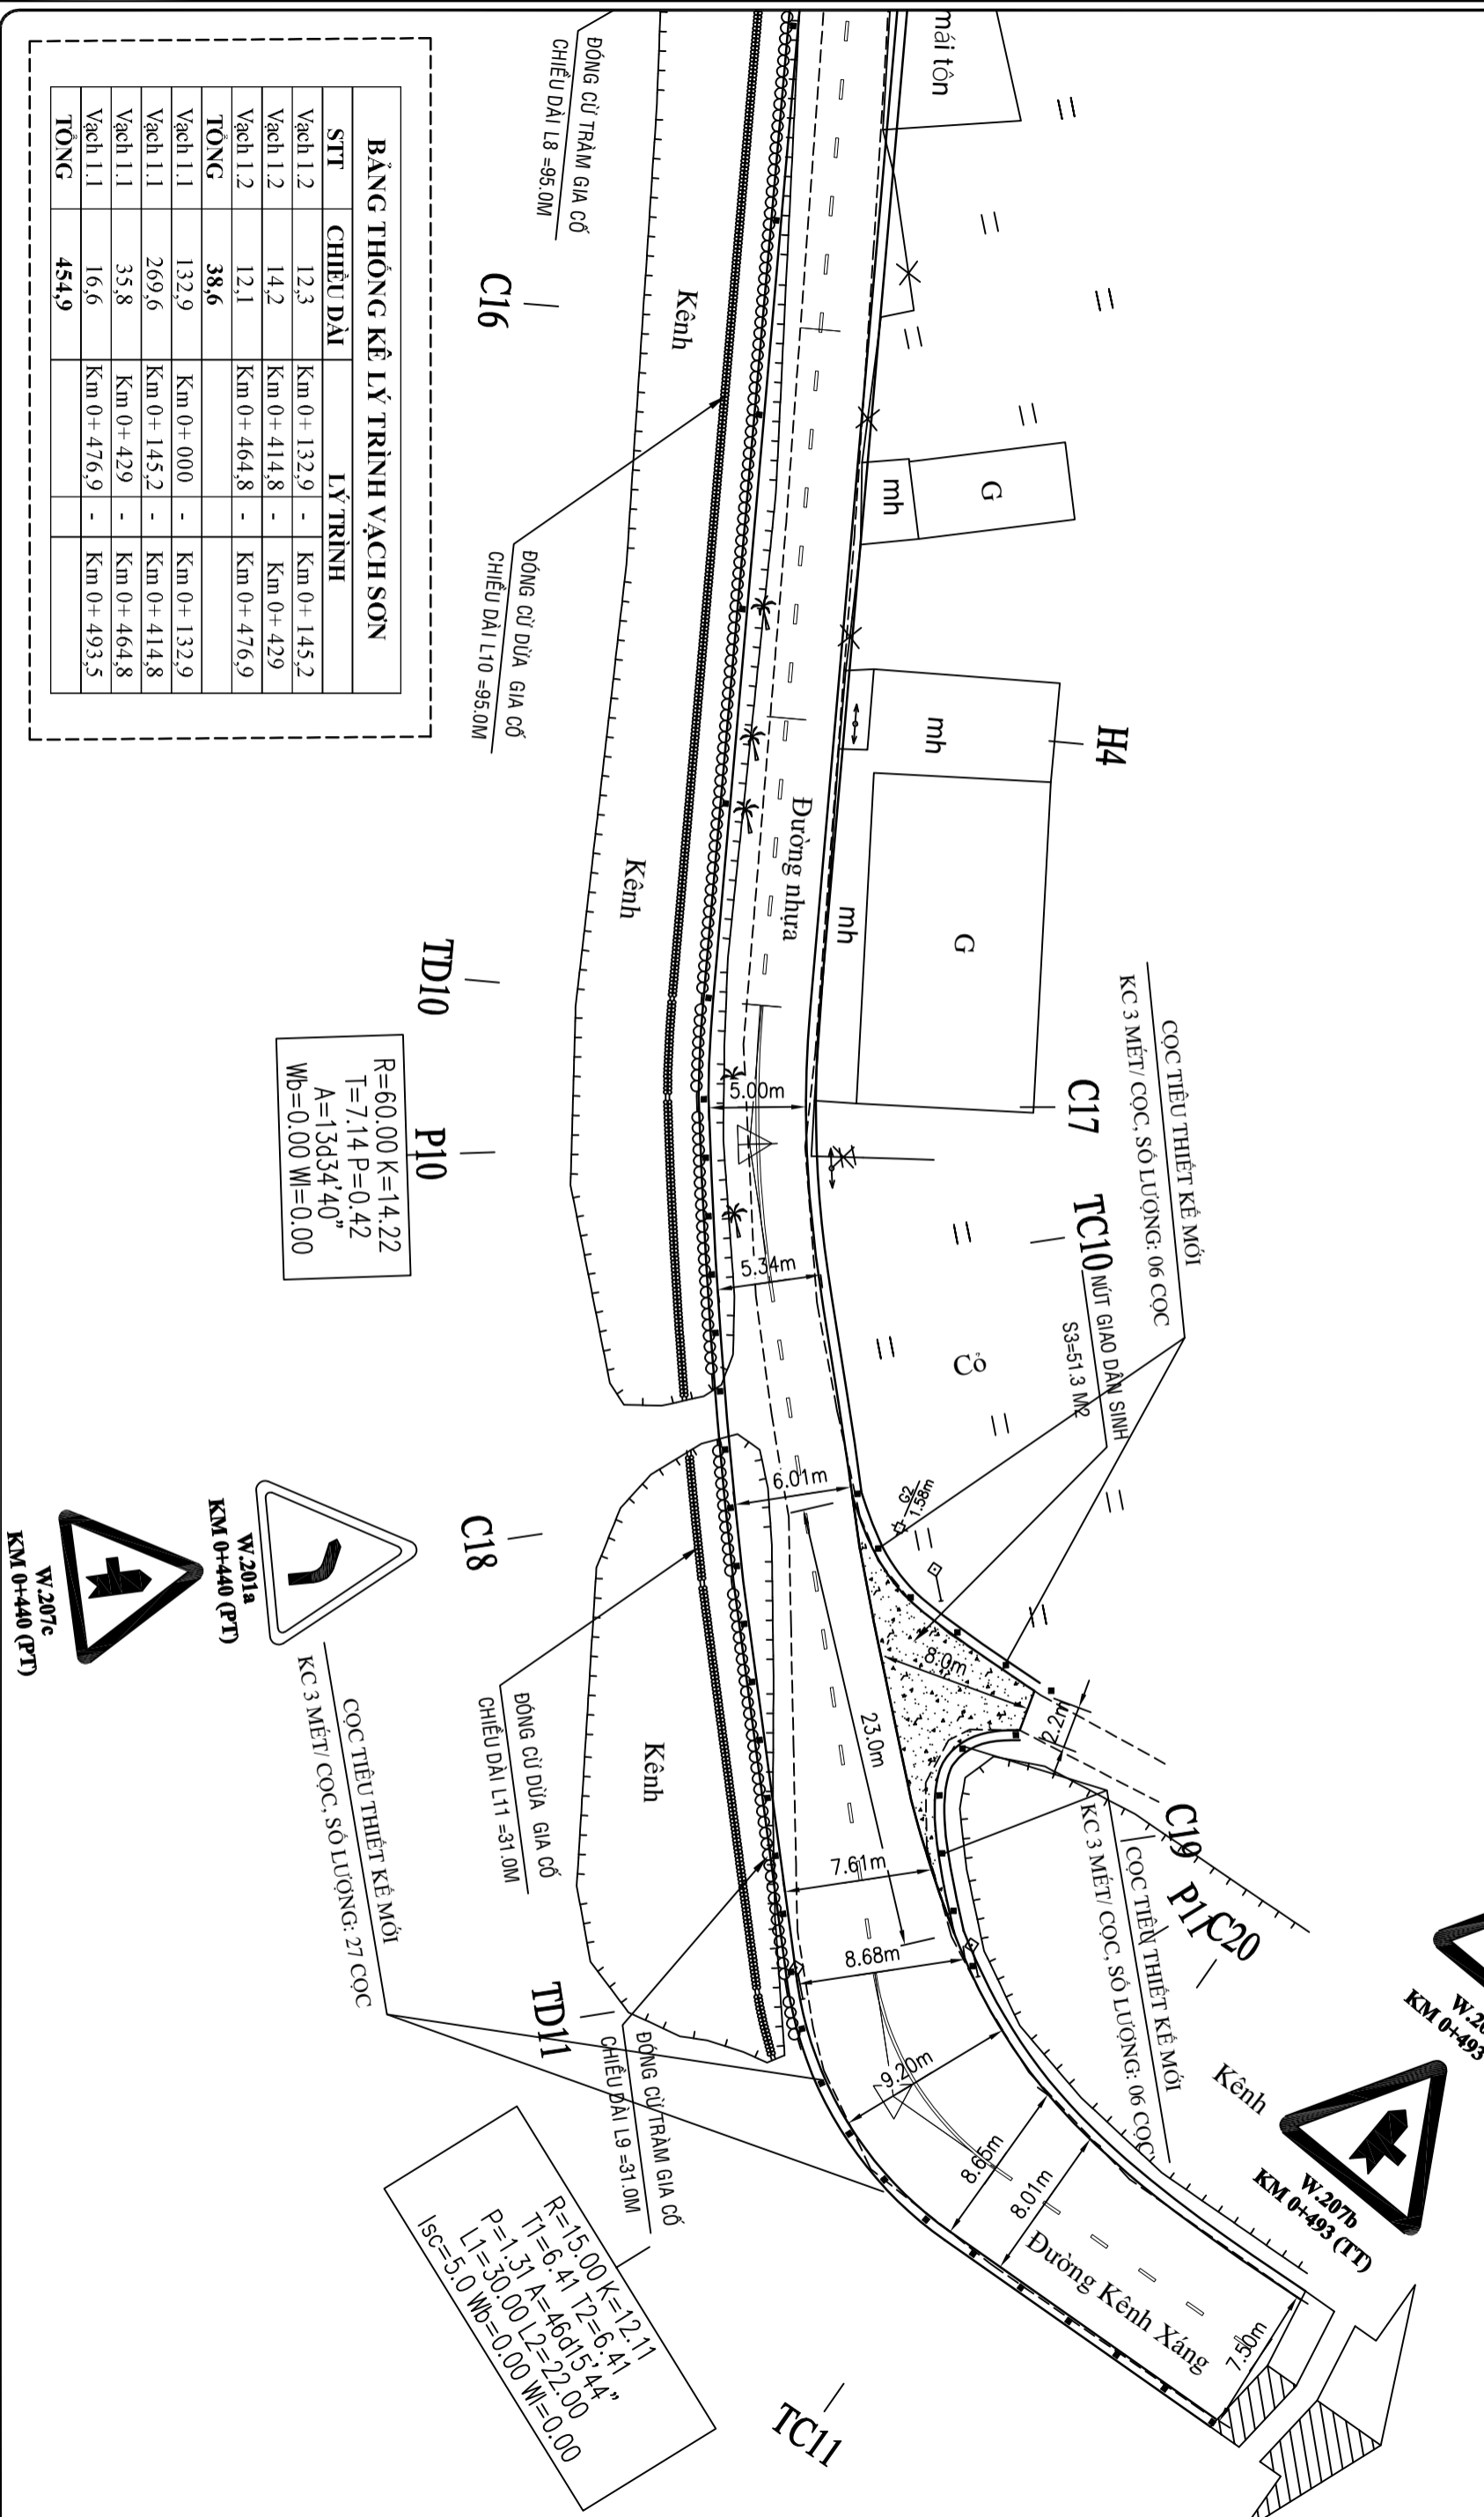 BẢNG THỐNG KÊ LÝ TRÌNH VẠCH SƠN
STT CHIỀU DÀI LÝ TRÌNH
Vạch 1.2 12,3 Km 0+ 132,9 - Km 0+ 145,2
Vạch 1.2 14,2 Km 0+ 414,8 - Km 0+ 429
Vạch 1.2 12,1 Km 0+ 464,8 - Km 0+ 476,9
TỔNG 38,6
Vạch 1.1 132,9 Km 0+ 000 - Km 0+ 132,9
Vạch 1.1 269,6 Km 0+ 145,2 - Km 0+ 414,8
Vạch 1.1 35,8 Km 0+ 429 - Km 0+ 464,8
Vạch 1.1 16,6 Km 0+ 476,9 - Km 0+ 493,5
TỔNG 454,9
mái tôn
ĐÓNG CỪ TRÀM GIA CỐ
CHIỀU DÀI L8 =95.0M
C16
Kênh
G
mh
ĐÓNG CỪ DỪA GIA CỐ
CHIỀU DÀI L10 =95.0M
H4
mh
Đường nhựa
G
mh
Kênh
TD10
C17
CỌC TIÊU THIẾT KẾ MỚI
KC 3 MÉT/ CỌC, SỐ LƯỢNG: 06 CỌC
5.00m
P10
R=60.00 K=14.22
T=7.14 P=0.42
A=13d34'40"
Wb=0.00 Wl=0.00
TC10
NÚT GIAO DÂN SINH
S3=51.3 M2
5.34m
Cỏ
6.01m
G2
1.58m
C18
W.201a
KM 0+440 (PT)
W.207c
KM 0+440 (PT)
8.0m
2.2m
23.0m
Kênh
ĐÓNG CỪ DỪA GIA CỐ
CHIỀU DÀI L11 =31.0M
CỌC TIÊU THIẾT KẾ MỚI
KC 3 MÉT/ CỌC, SỐ LƯỢNG: 27 CỌC
C19
P11
C20
CỌC TIÊU THIẾT KẾ MỚI
KC 3 MÉT/ CỌC, SỐ LƯỢNG: 06 CỌC
7.61m
8.68m
TD11
ĐÓNG CỪ TRÀM GIA CỐ
CHIỀU DÀI L9 =31.0M
9.20m
8.65m
8.01m
Kênh
KM 0+493
W.207b
KM 0+493 (TT)
Đường Kênh Xáng
7.50m
R=15.00 K=12.11
T1=6.41 T2=6.41
P=1.31 A=46d15'44"
L1=30.00 L2=22.00
Isc=5.0 Wb=0.00 Wl=0.00
TC11